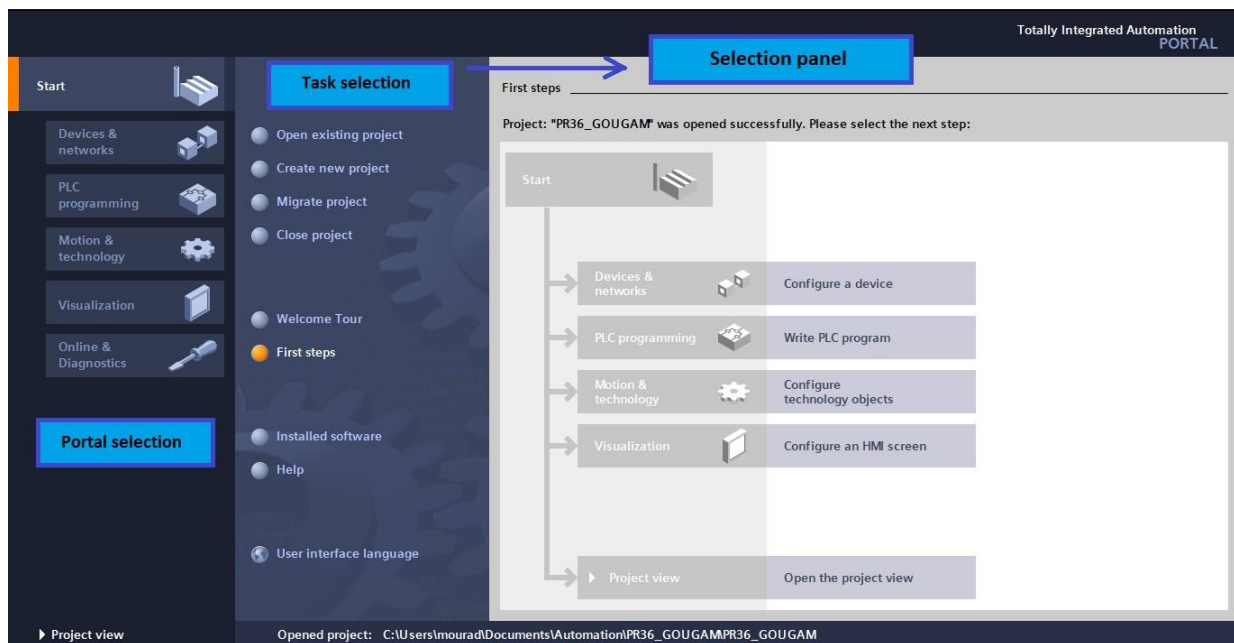 Totally Integrated Automation
PORTAL
Start
Devices &
networks
PLC
programming
Motion &
technology
Visualization
Online &
Diagnostics
Portal selection
Project view
Task selection
Open existing project
Create new project
Migrate project
Close project
Welcome Tour
First steps
Installed software
Help
User interface language
Selection panel
First steps
Project: "PR36_GOUGAM" was opened successfully. Please select the next step:
Start
Devices &
networks
Configure a device
PLC programming
Write PLC program
Motion &
technology
Configure
technology objects
Visualization
Configure an HMI screen
Project view
Open the project view
Opened project: C:\Users\mourad\Documents\Automation\PR36_GOUGAM\PR36_GOUGAM